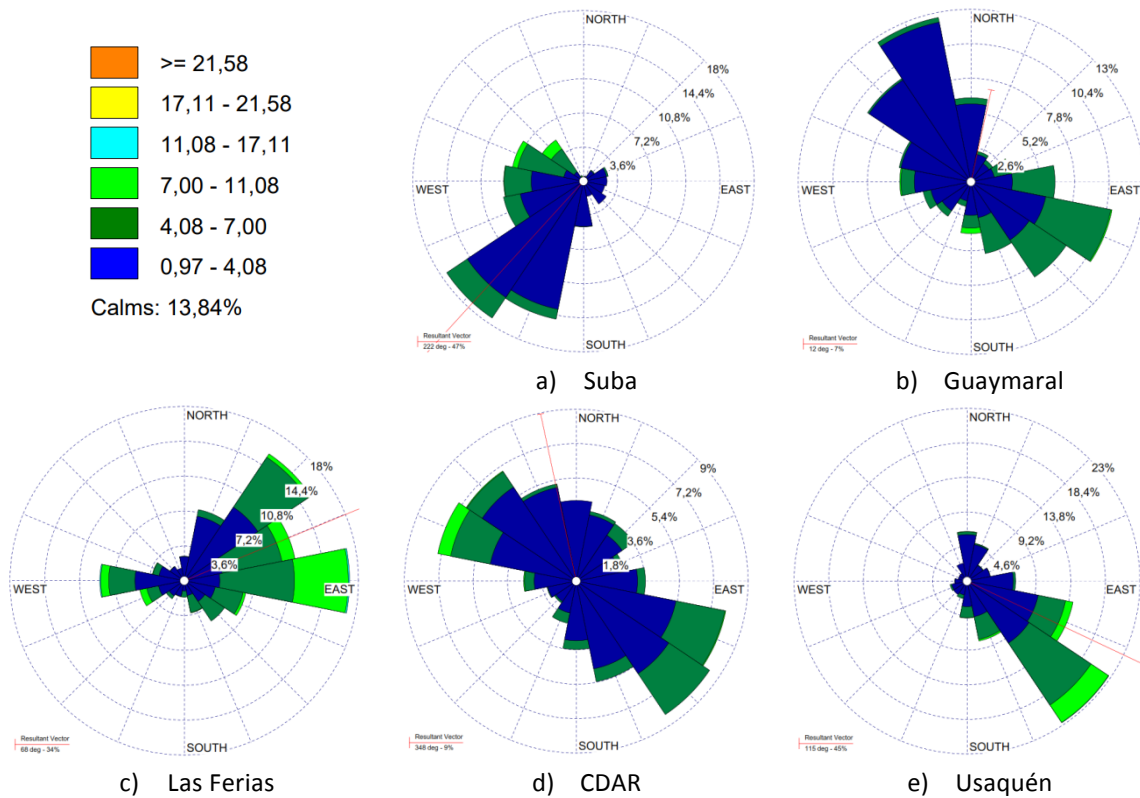 >= 21,58
17,11 - 21,58
11,08 - 17,11
7,00 - 11,08
4,08 - 7,00
0,97 - 4,08
Calms: 13,84%
NORTH
18%
14,4%
10,8%
7,2%
3,6%
WEST
EAST
SOUTH
Resultant Vector
222 deg - 47%
a) Suba
NORTH
13%
10,4%
7,8%
5,2%
2,6%
WEST
EAST
SOUTH
Resultant Vector
12 deg - 7%
b) Guaymaral
NORTH
18%
14,4%
10,8%
7,2%
3,6%
WEST
EAST
SOUTH
Resultant Vector
68 deg - 34%
c) Las Ferias
NORTH
9%
7,2%
5,4%
3,6%
1,8%
WEST
EAST
SOUTH
Resultant Vector
348 deg - 9%
d) CDAR
NORTH
23%
18,4%
13,8%
9,2%
4,6%
WEST
EAST
SOUTH
Resultant Vector
115 deg - 45%
e) Usaquén